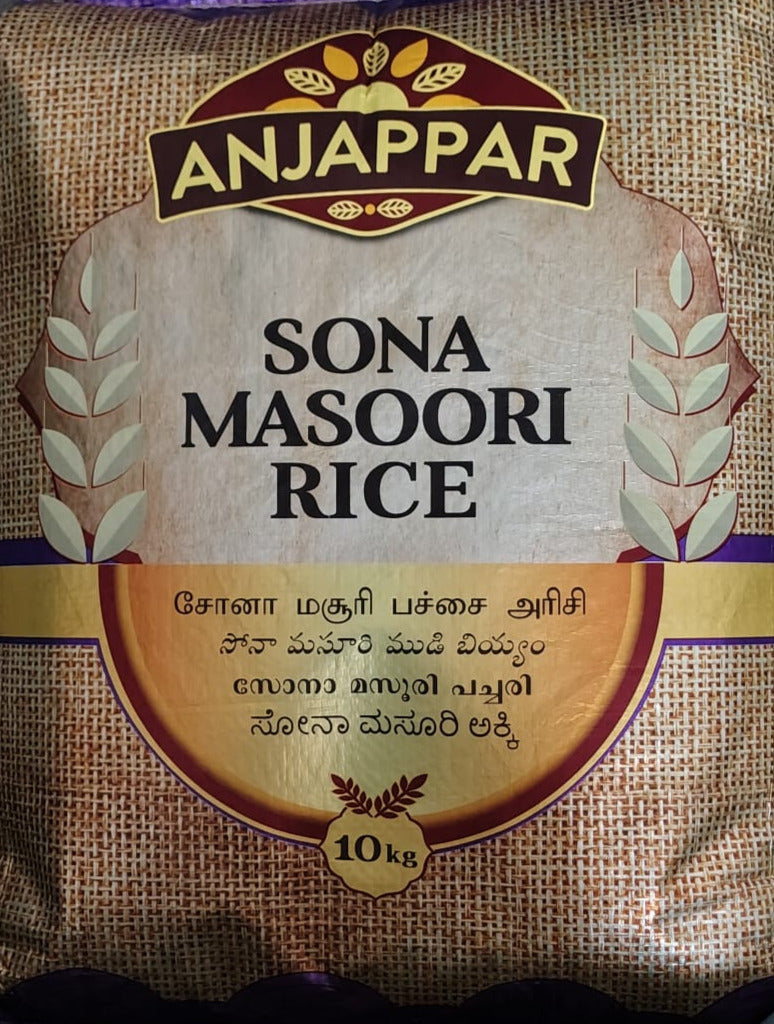 ANJAPPAR
SONA
MASOORI
RICE
சோனா மசூரி பச்சை அரிசி
సోనా మసూరి ముడి బియ్యం
സോനാ മസൂരി പച്ചരി
ಸೋನಾ ಮಸೂರಿ ಅಕ್ಕಿ
10kg